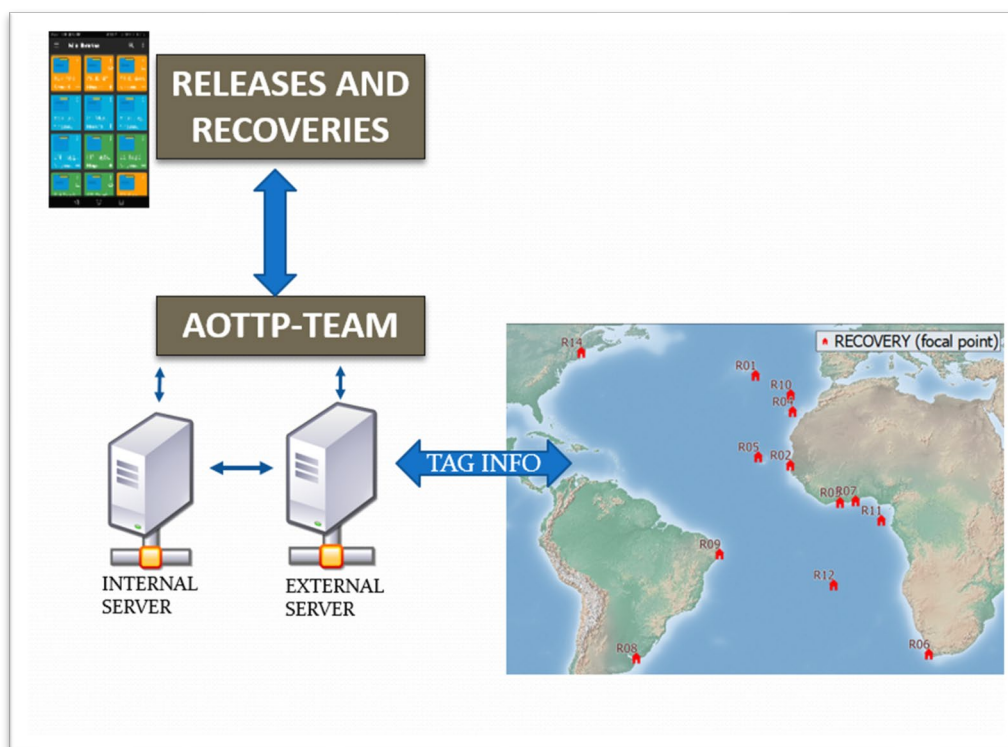 RELEASES AND
RECOVERIES
AOTTP-TEAM
TAG INFO
INTERNAL
SERVER
EXTERNAL
SERVER
RECOVERY (focal point)
R14
R01
R10
R04
R05
R02
R07
R11
R09
R12
R08
R06